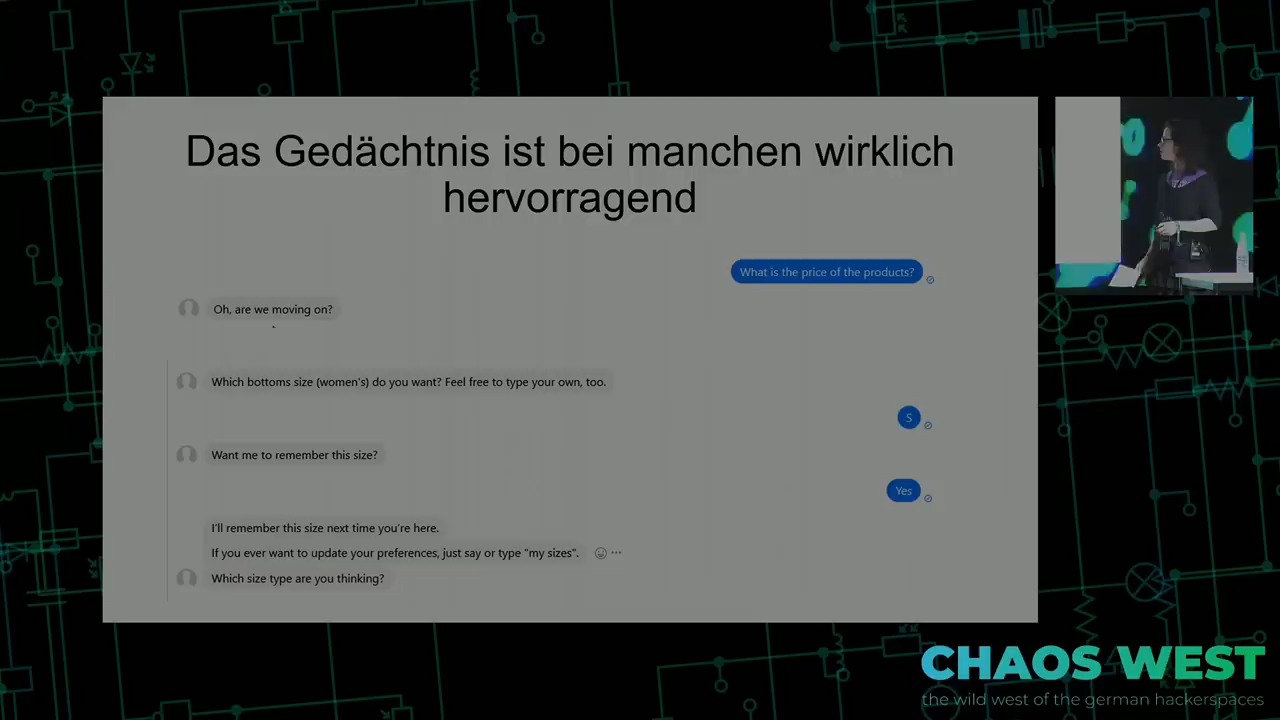 Das Gedächtnis ist bei manchen wirklich
hervorragend
What is the price of the products?
Oh, are we moving on?
Which bottoms size (women's) do you want? Feel free to type your own, too.
S
Want me to remember this size?
Yes
I'll remember this size next time you're here.
If you ever want to update your preferences, just say or type "my sizes".
Which size type are you thinking?
CHAOS WEST
the wild west of the german hackerspaces